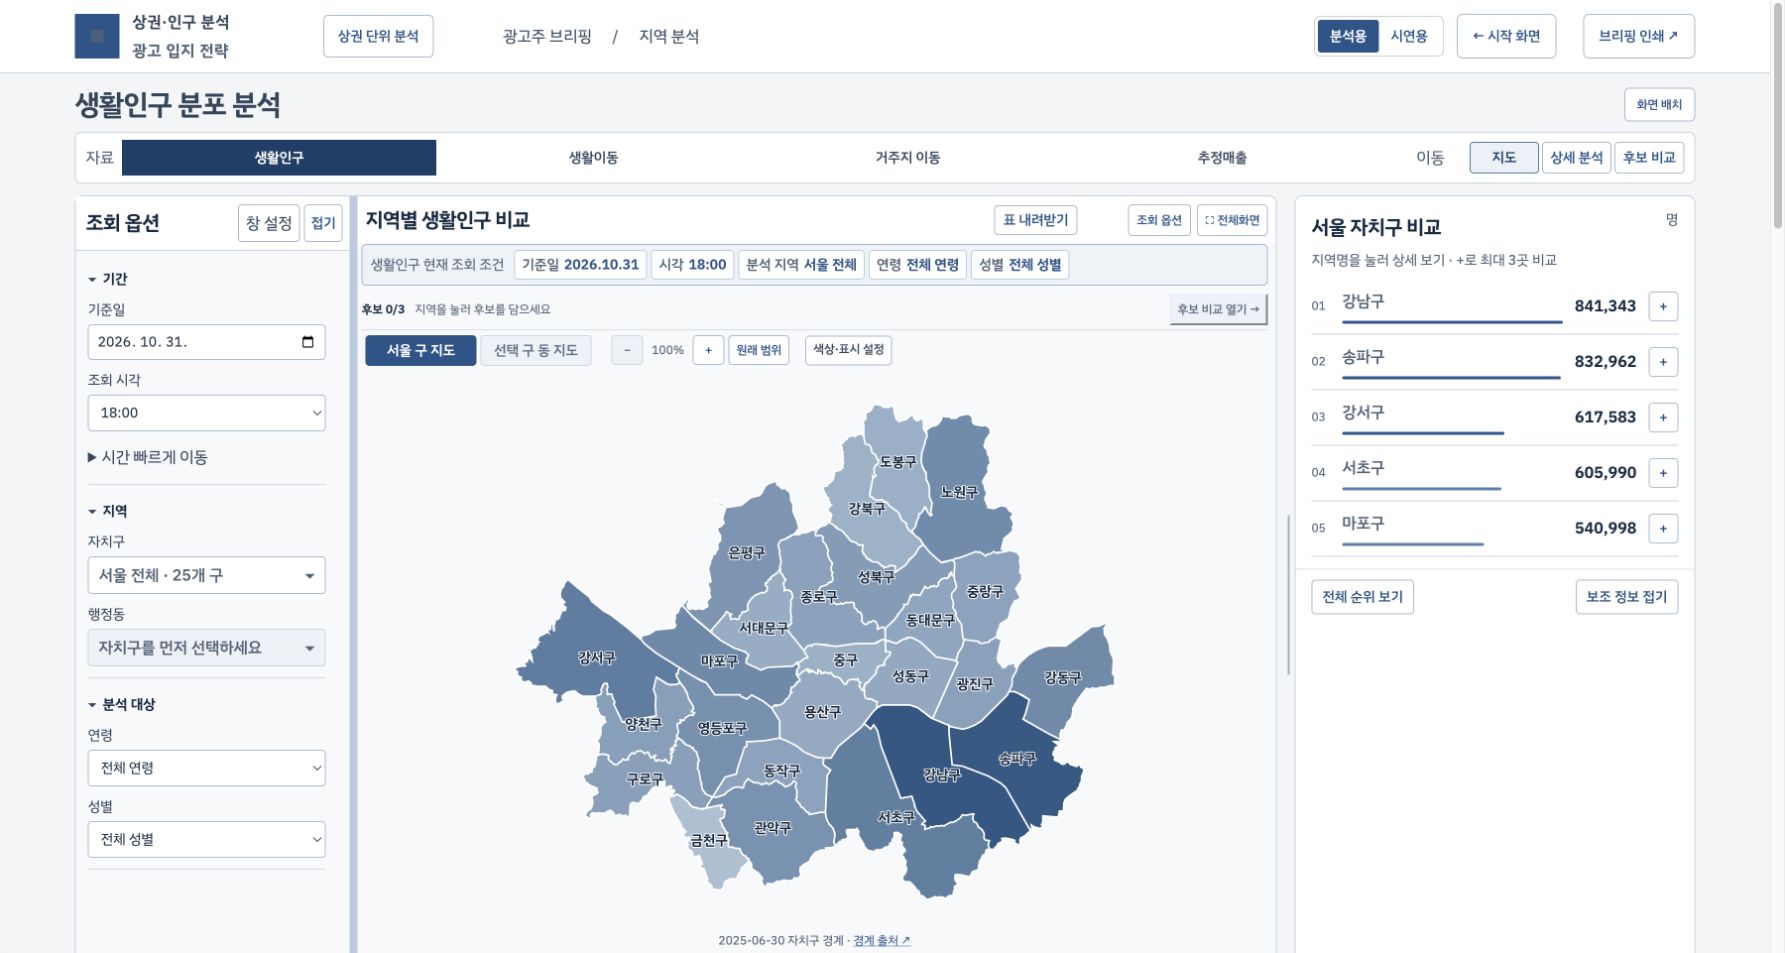 상권·인구 분석
광고 입지 전략
상권 단위 분석
광고주 브리핑 / 지역 분석
분석용
시연용
← 시작 화면
브리핑 인쇄 ↗
생활인구 분포 분석
화면 배치
자료
생활인구
생활이동
거주지 이동
추정매출
이동
지도
상세 분석
후보 비교
조회 옵션
창 설정
접기
기간
기준일
2026. 10. 31.
조회 시각
18:00
시간 빠르게 이동
지역
자치구
서울 전체 · 25개 구
행정동
자치구를 먼저 선택하세요
분석 대상
연령
전체 연령
성별
전체 성별
지역별 생활인구 비교
표 내려받기
조회 옵션
전체화면
생활인구 현재 조회 조건
기준일 2026.10.31
시각 18:00
분석 지역 서울 전체
연령 전체 연령
성별 전체 성별
후보 0/3 지역을 눌러 후보를 담으세요
후보 비교 열기 →
서울 구 지도
선택 구 동 지도
−
100%
+
원래 범위
색상·표시 설정
도봉구
노원구
강북구
은평구
성북구
중랑구
종로구
동대문구
서대문구
강서구
마포구
중구
성동구
광진구
강동구
용산구
양천구
영등포구
송파구
동작구
강남구
구로구
서초구
관악구
금천구
2025-06-30 자치구 경계 · 경계 출처 ↗
서울 자치구 비교
명
지역명을 눌러 상세 보기 · +로 최대 3곳 비교
01 강남구 841,343 +
02 송파구 832,962 +
03 강서구 617,583 +
04 서초구 605,990 +
05 마포구 540,998 +
전체 순위 보기
보조 정보 접기